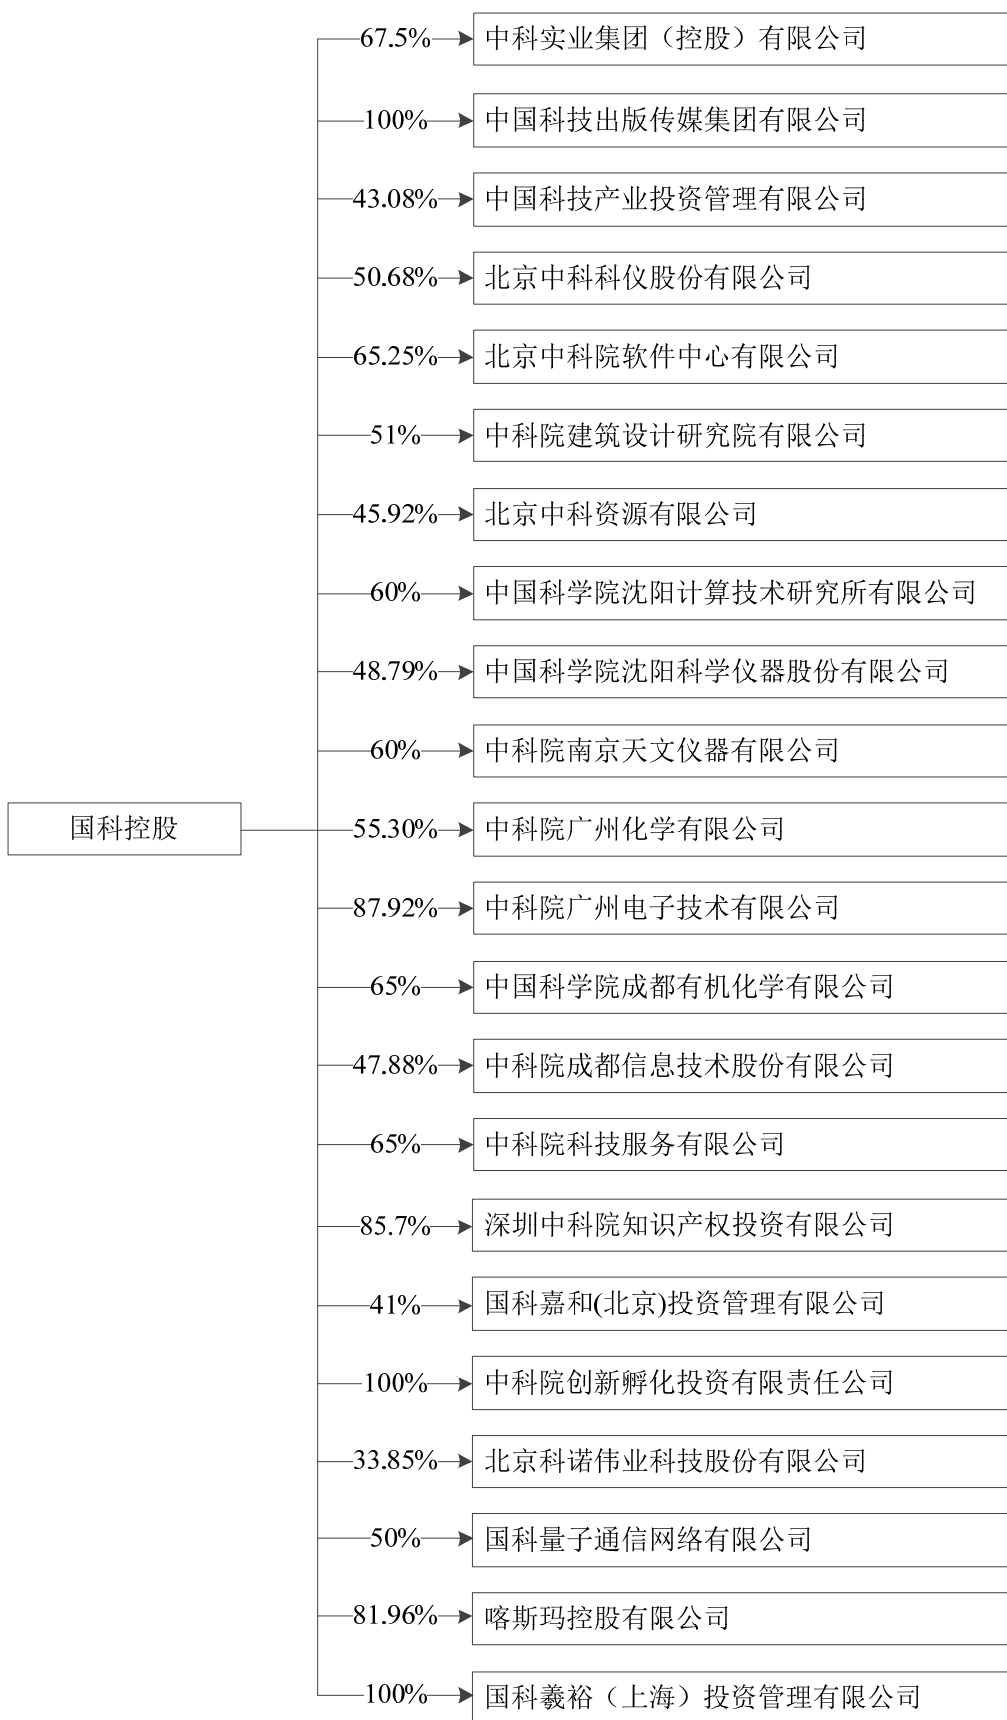 67.5% 中科实业集团（控股）有限公司
100% 中国科技出版传媒集团有限公司
43.08% 中国科技产业投资管理有限公司
50.68% 北京中科科仪股份有限公司
65.25% 北京中科院软件中心有限公司
51% 中科院建筑设计研究院有限公司
45.92% 北京中科资源有限公司
60% 中国科学院沈阳计算技术研究所有限公司
48.79% 中国科学院沈阳科学仪器股份有限公司
60% 中科院南京天文仪器有限公司
国科控股 55.30% 中科院广州化学有限公司
87.92% 中科院广州电子技术有限公司
65% 中国科学院成都有机化学有限公司
47.88% 中科院成都信息技术股份有限公司
65% 中科院科技服务有限公司
85.7% 深圳中科院知识产权投资有限公司
41% 国科嘉和(北京)投资管理有限公司
100% 中科院创新孵化投资有限责任公司
33.85% 北京科诺伟业科技股份有限公司
50% 国科量子通信网络有限公司
81.96% 喀斯玛控股有限公司
100% 国科羲裕（上海）投资管理有限公司